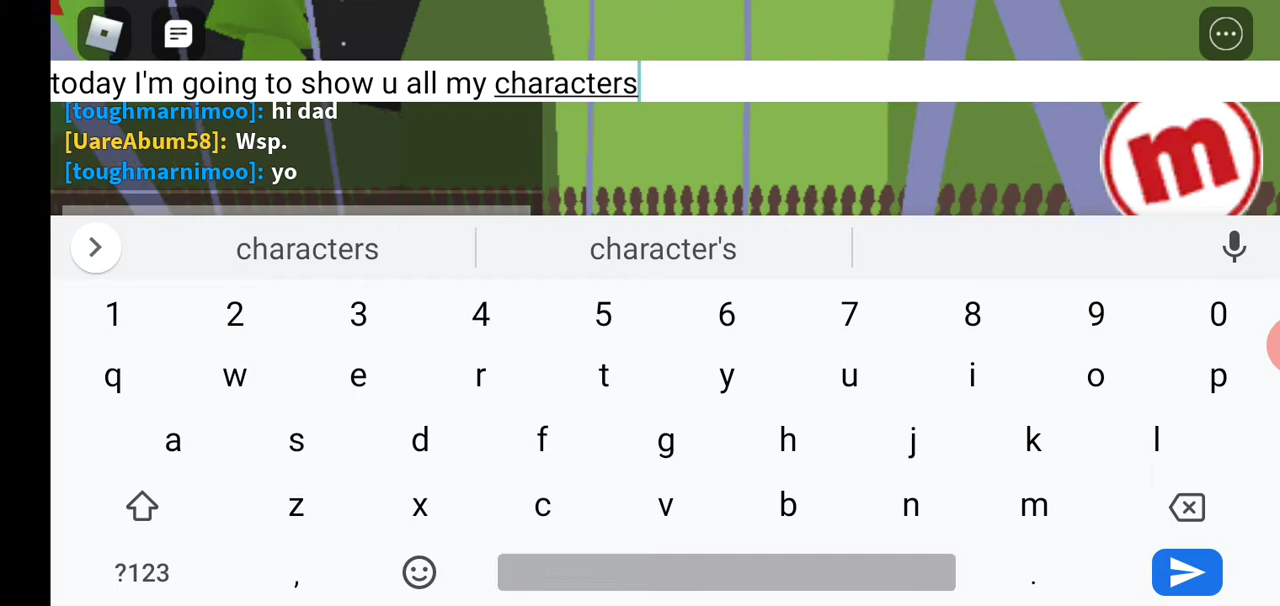 today I'm going to show u all my characters
[toughmarnimoo]: hi dad
[UareAbum58]: Wsp.
[toughmarnimoo]: yo
m
characters character's
1 2 3 4 5 6 7 8 9 0
q w e r t y u i o p
a s d f g h j k l
z x c v b n m
?123 , .